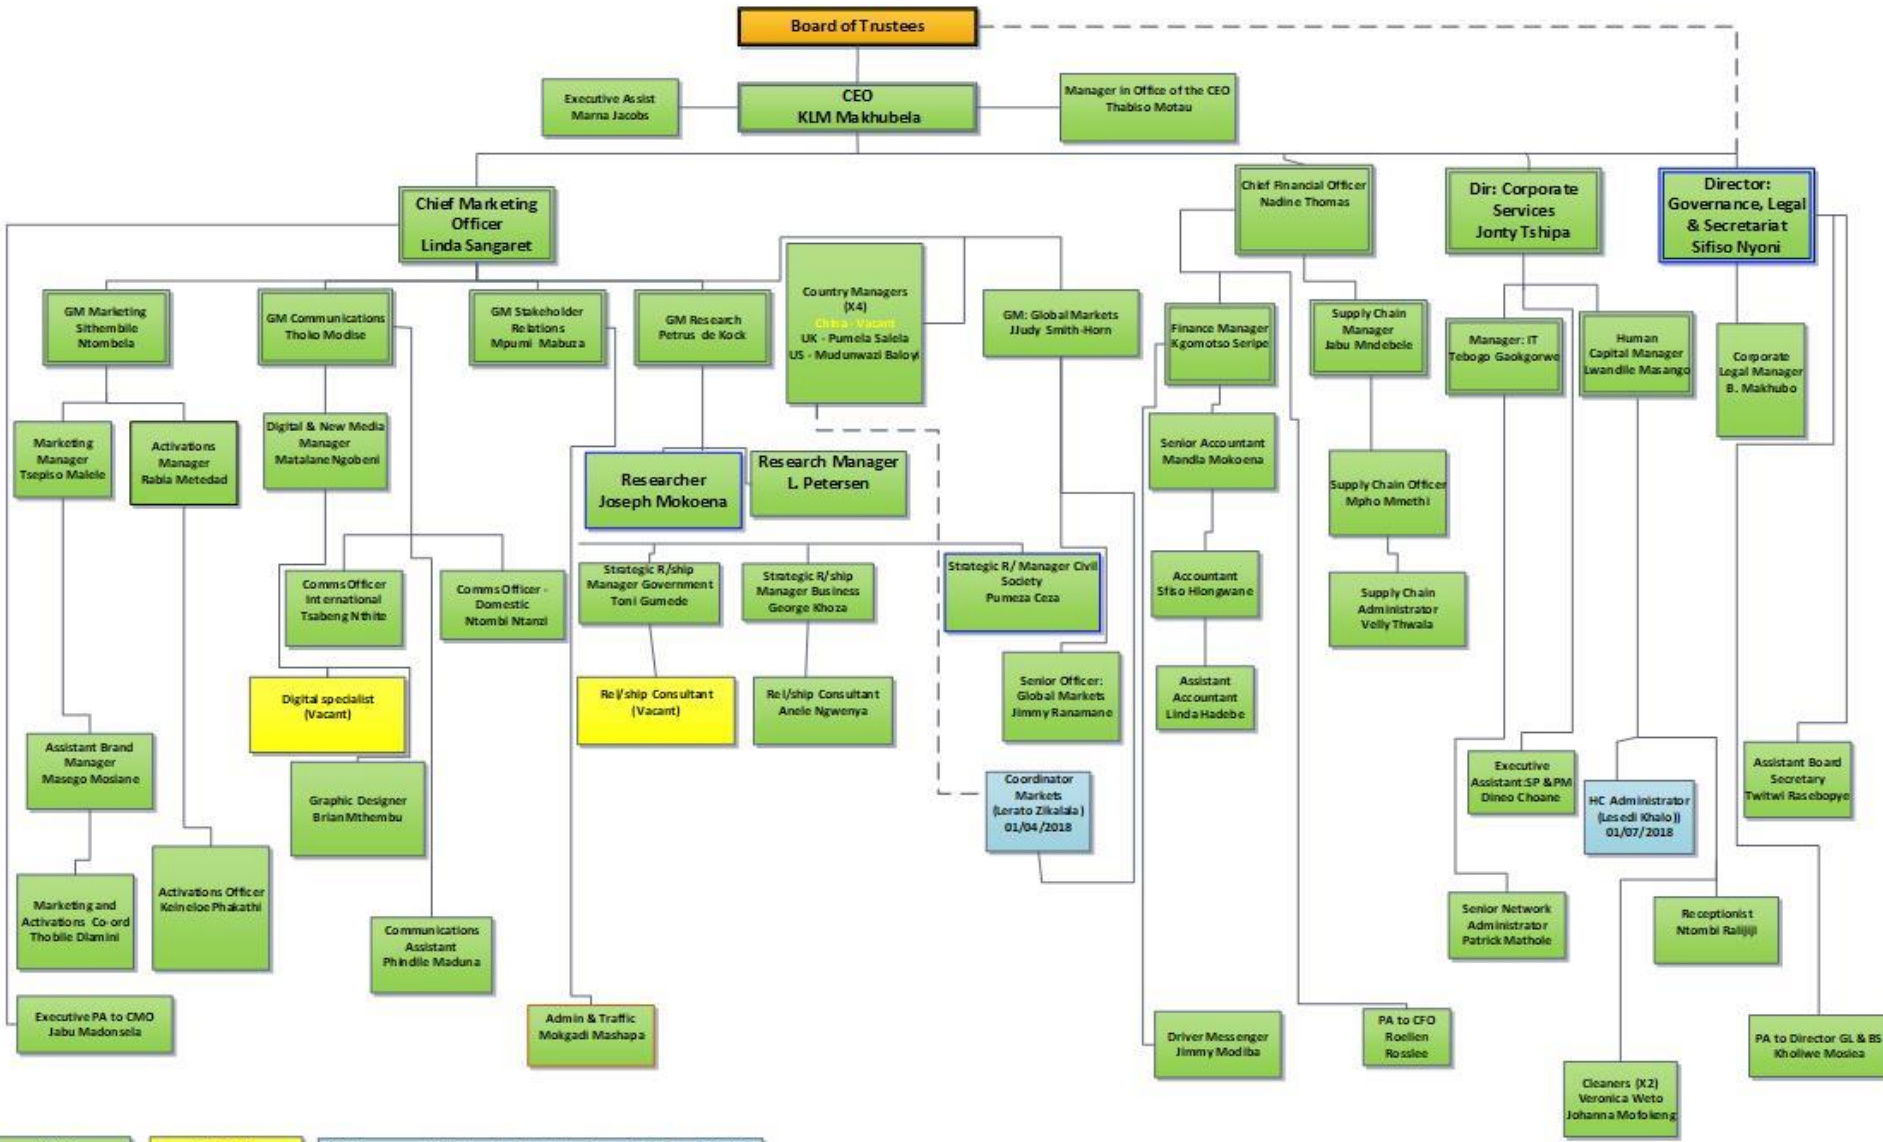 Board of Trustees
Executive Assist
Marna Jacobs
CEO
KLM Makhubela
Manager in Office of the CEO
Thabiso Motau
Chief Marketing
Officer
Linda Sangaret
Chief Financial Officer
Nadine Thomas
Dir: Corporate
Services
Jonty Tshipa
Director:
Governance, Legal
& Secretariat
Sifiso Nyoni
GM Marketing
Sithembile
Ntombela
GM Communications
Thoko Modise
GM Stakeholder
Relations
Mpumi Mabuza
GM Research
Petrus de Kock
Country Managers
(X4)
China - Vacant
UK - Pumela Salela
US - Mudunwazi Baloyi
GM: Global Markets
JJudy Smith-Horn
Finance Manager
Kgomotso Seripe
Supply Chain
Manager
Jabu Mndebele
Manager: IT
Tebogo Gaokgorwe
Human
Capital Manager
Lwandile Masango
Corporate
Legal Manager
B. Makhubo
Marketing
Manager
Tsepiso Malele
Activations
Manager
Rabia Metedad
Digital & New Media
Manager
Matalane Ngobeni
Researcher
Joseph Mokoena
Research Manager
L. Petersen
Senior Accountant
Mandla Mokoena
Supply Chain Officer
Mpho Mmethi
Comms Officer
International
Tsabeng Nthite
Comms Officer -
Domestic
Ntombi Ntanzi
Strategic R/ship
Manager Government
Toni Gumede
Strategic R/ship
Manager Business
George Khoza
Strategic R/ Manager Civil
Society
Pumeza Ceza
Accountant
Sfiso Hlongwane
Supply Chain
Administrator
Velly Thwala
Digital specialist
(Vacant)
Rel/ship Consultant
(Vacant)
Rel/ship Consultant
Anele Ngwenya
Senior Officer:
Global Markets
Jimmy Ranamane
Assistant
Accountant
Linda Hadebe
Assistant Brand
Manager
Masego Mosiane
Graphic Designer
Brian Mthembu
Coordinator
Markets
(Lerato Zikalala)
01/04/2018
Executive
Assistant:SP &PM
Dineo Choane
HC Administrator
(Lesedi Khalo))
01/07/2018
Assistant Board
Secretary
Twitwi Rasebopye
Marketing and
Activations Co-ord
Thobile Dlamini
Activations Officer
Keineloe Phakathi
Communications
Assistant
Phindile Maduna
Senior Network
Administrator
Patrick Mathole
Receptionist
Ntombi Ralijiji
Executive PA to CMO
Jabu Madonsela
Admin & Traffic
Mokgadi Mashapa
Driver Messenger
Jimmy Modiba
PA to CFO
Roelien
Rosslee
PA to Director GL & BS
Kholiwe Moslea
Cleaners (X2)
Veronica Weto
Johanna Mofokeng